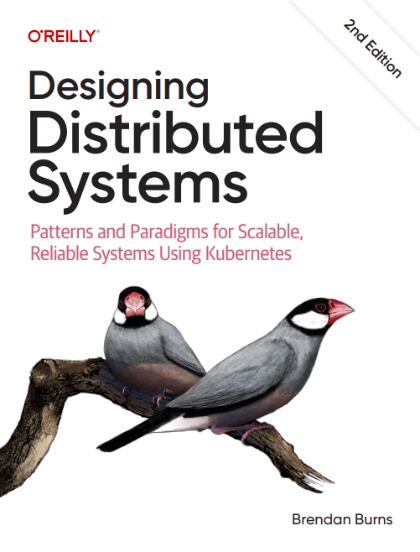 O'REILLY®
2nd Edition
Designing
Distributed
Systems
Patterns and Paradigms for Scalable,
Reliable Systems Using Kubernetes
Brendan Burns